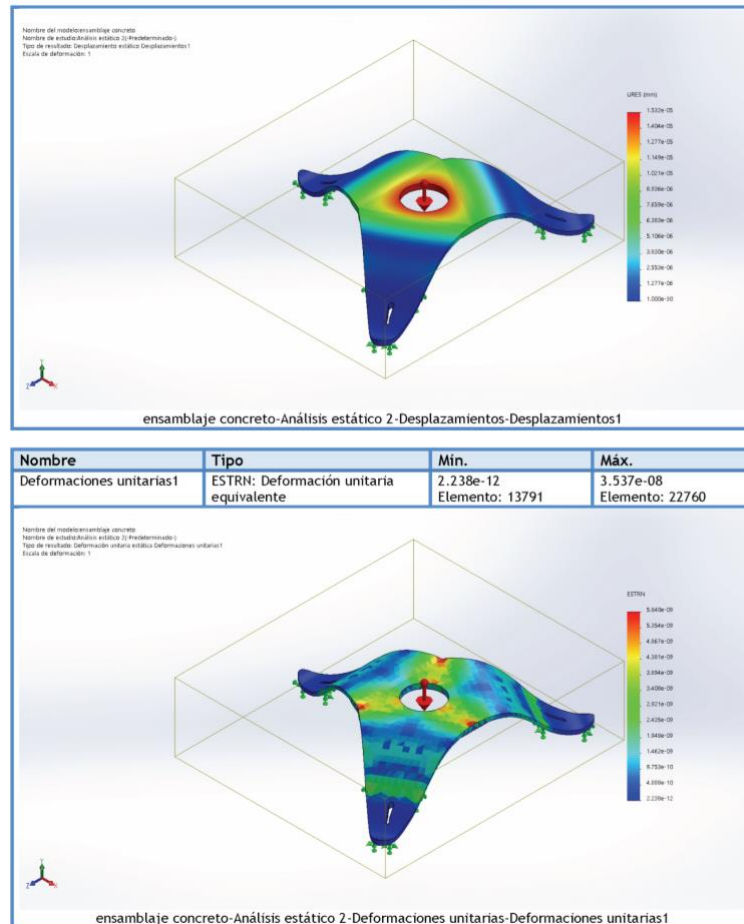 Nombre del modelo:ensamblaje concreto
Nombre de estudio:Análisis estático 2(-Predeterminado-)
Tipo de resultado: Desplazamiento estático Desplazamientos1
Escala de deformación: 1
URES (mm)
1.532e-05
1.404e-05
1.277e-05
1.149e-05
1.021e-05
8.936e-06
7.659e-06
6.383e-06
5.106e-06
3.830e-06
2.553e-06
1.277e-06
1.000e-30
ensamblaje concreto-Análisis estático 2-Desplazamientos-Desplazamientos1
Nombre Tipo Mín. Máx.
Deformaciones unitarias1 ESTRN: Deformación unitaria 2.238e-12 3.537e-08
equivalente Elemento: 13791 Elemento: 22760
Nombre del modelo:ensamblaje concreto
Nombre de estudio:Análisis estático 2(-Predeterminado-)
Tipo de resultado: Deformación unitaria estática Deformaciones unitarias1
Escala de deformación: 1
ESTRN
5.840e-09
5.354e-09
4.867e-09
4.381e-09
3.894e-09
3.408e-09
2.921e-09
2.435e-09
1.948e-09
1.462e-09
9.753e-10
2.238e-12
ensamblaje concreto-Análisis estático 2-Deformaciones unitarias-Deformaciones unitarias1